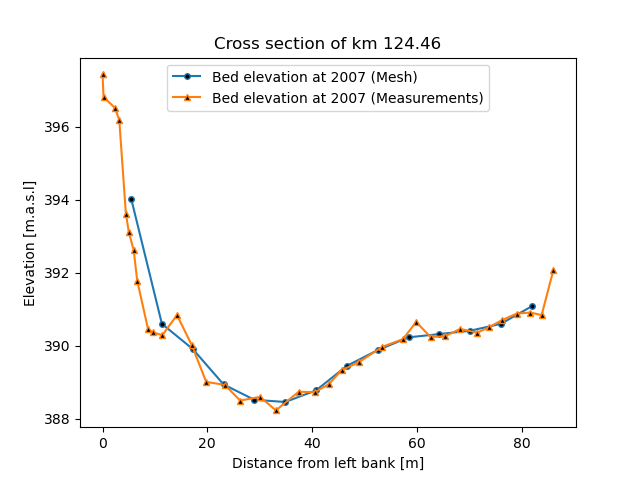 Cross section of km 124.46
Bed elevation at 2007 (Mesh)
Bed elevation at 2007 (Measurements)
Elevation [m.a.s.l]
396
394
392
390
388
0 20 40 60 80
Distance from left bank [m]